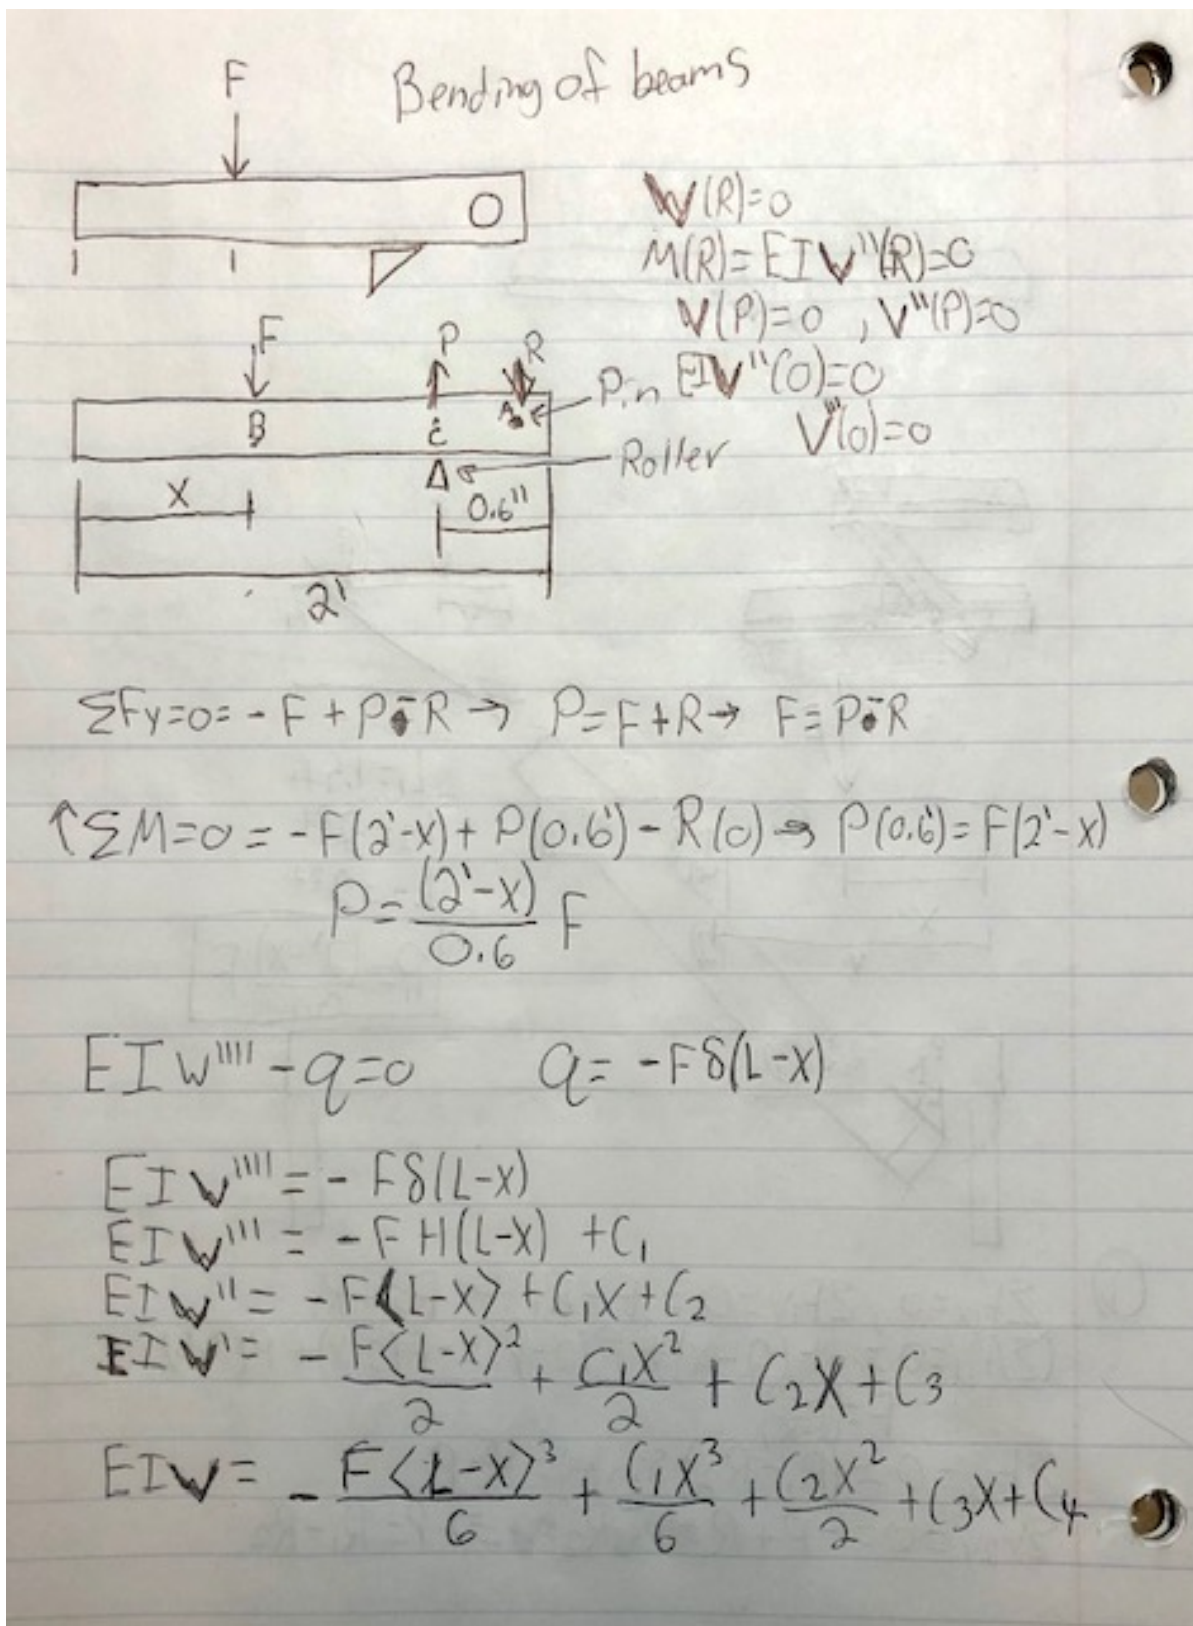 Bending of beams
F
W(R)=0
M(R)=EIV"(R)=0
V(P)=0 , V"(P)=0
EIV"(0)=0
V'''(0)=0
F
P
R
Pin
B
C
A
Roller
X
0.6"
2'
ΣFy=0= -F+P-R → P=F+R → F=P-R
↑ΣM=0= -F(2'-x)+ P(0.6')- R(0) → P(0.6')= F(2'-x)
P= (2'-x)/0.6 F
EIW''''-q=0 q= -Fδ(L-x)
EIV''''= - Fδ(L-x)
EIW''' = -FH(L-x) +C₁
EIW"= -F<L-x> +C₁x+C₂
EIW'= - F<L-x>²/2 + C₁x²/2 + C₂x+C₃
EIW= - F<L-x>³/6 + C₁x³/6 + C₂x²/2 +C₃x+C₄